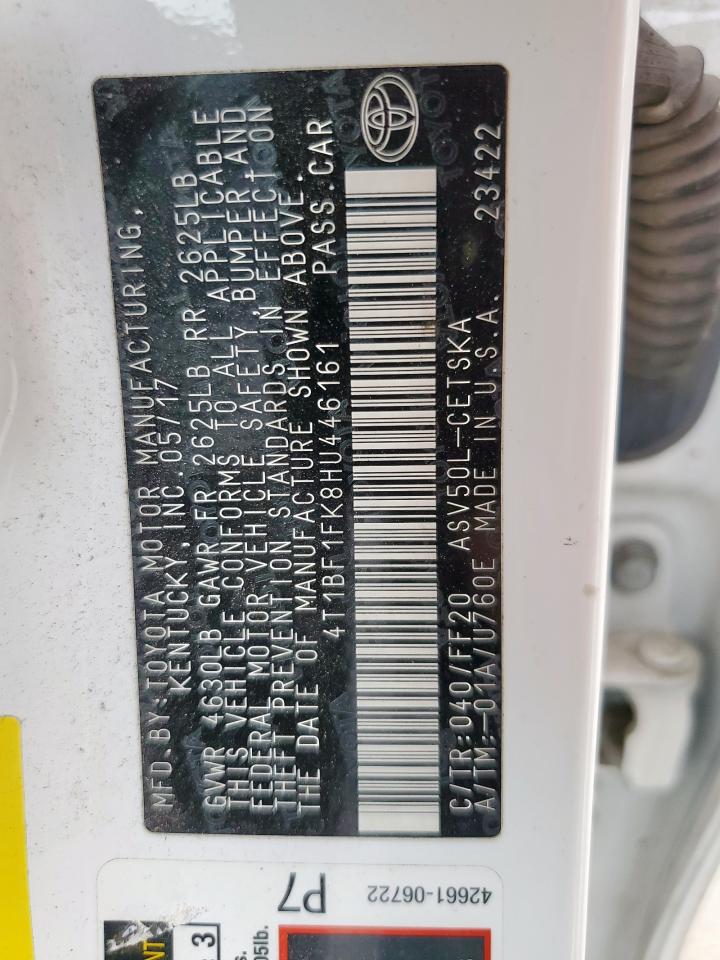 MFD.BY:TOYOTA MOTOR MANUFACTURING,
KENTUCKY, INC.05/17
GVWR 4630LB GAWR FR 2625LB RR 2625LB
THIS VEHICLE CONFORMS TO ALL APPLICABLE
FEDERAL MOTOR VEHICLE SAFETY,BUMPER,AND
THEFT PREVENTION STANDARDS IN EFFECT ON
THE DATE OF MANUFACTURE SHOWN ABOVE.
4T1BF1FK8HU446161 PASS.CAR
C/TR:040/FF20 ASV50L-CETSKA 23422
A/TM:-01A/U760E MADE IN U.S.A.
42661-06722
P7
3